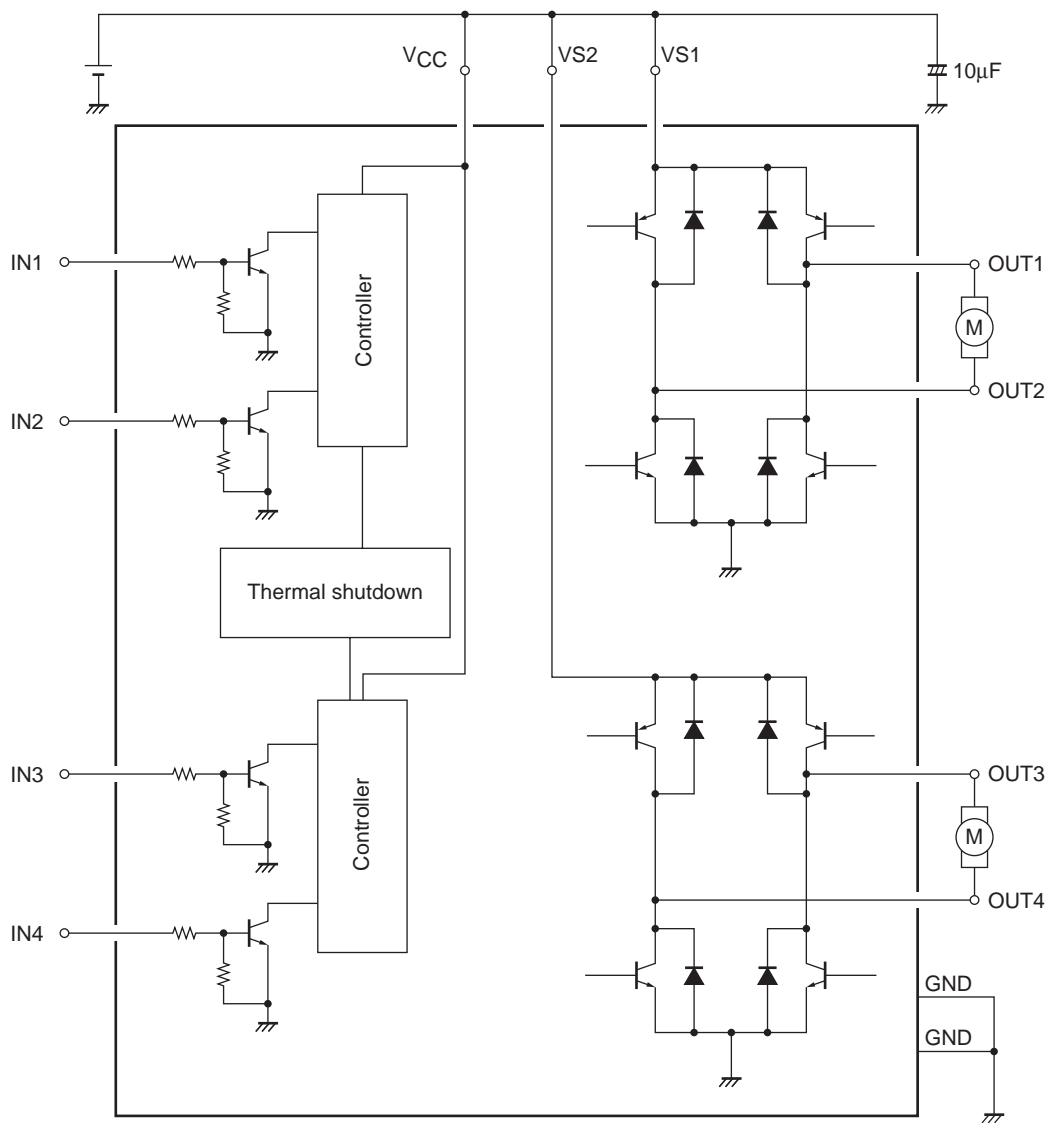 VCC
VS2
VS1
10μF
IN1
Controller
OUT1
M
IN2
OUT2
Thermal shutdown
IN3
Controller
OUT3
M
IN4
OUT4
GND
GND